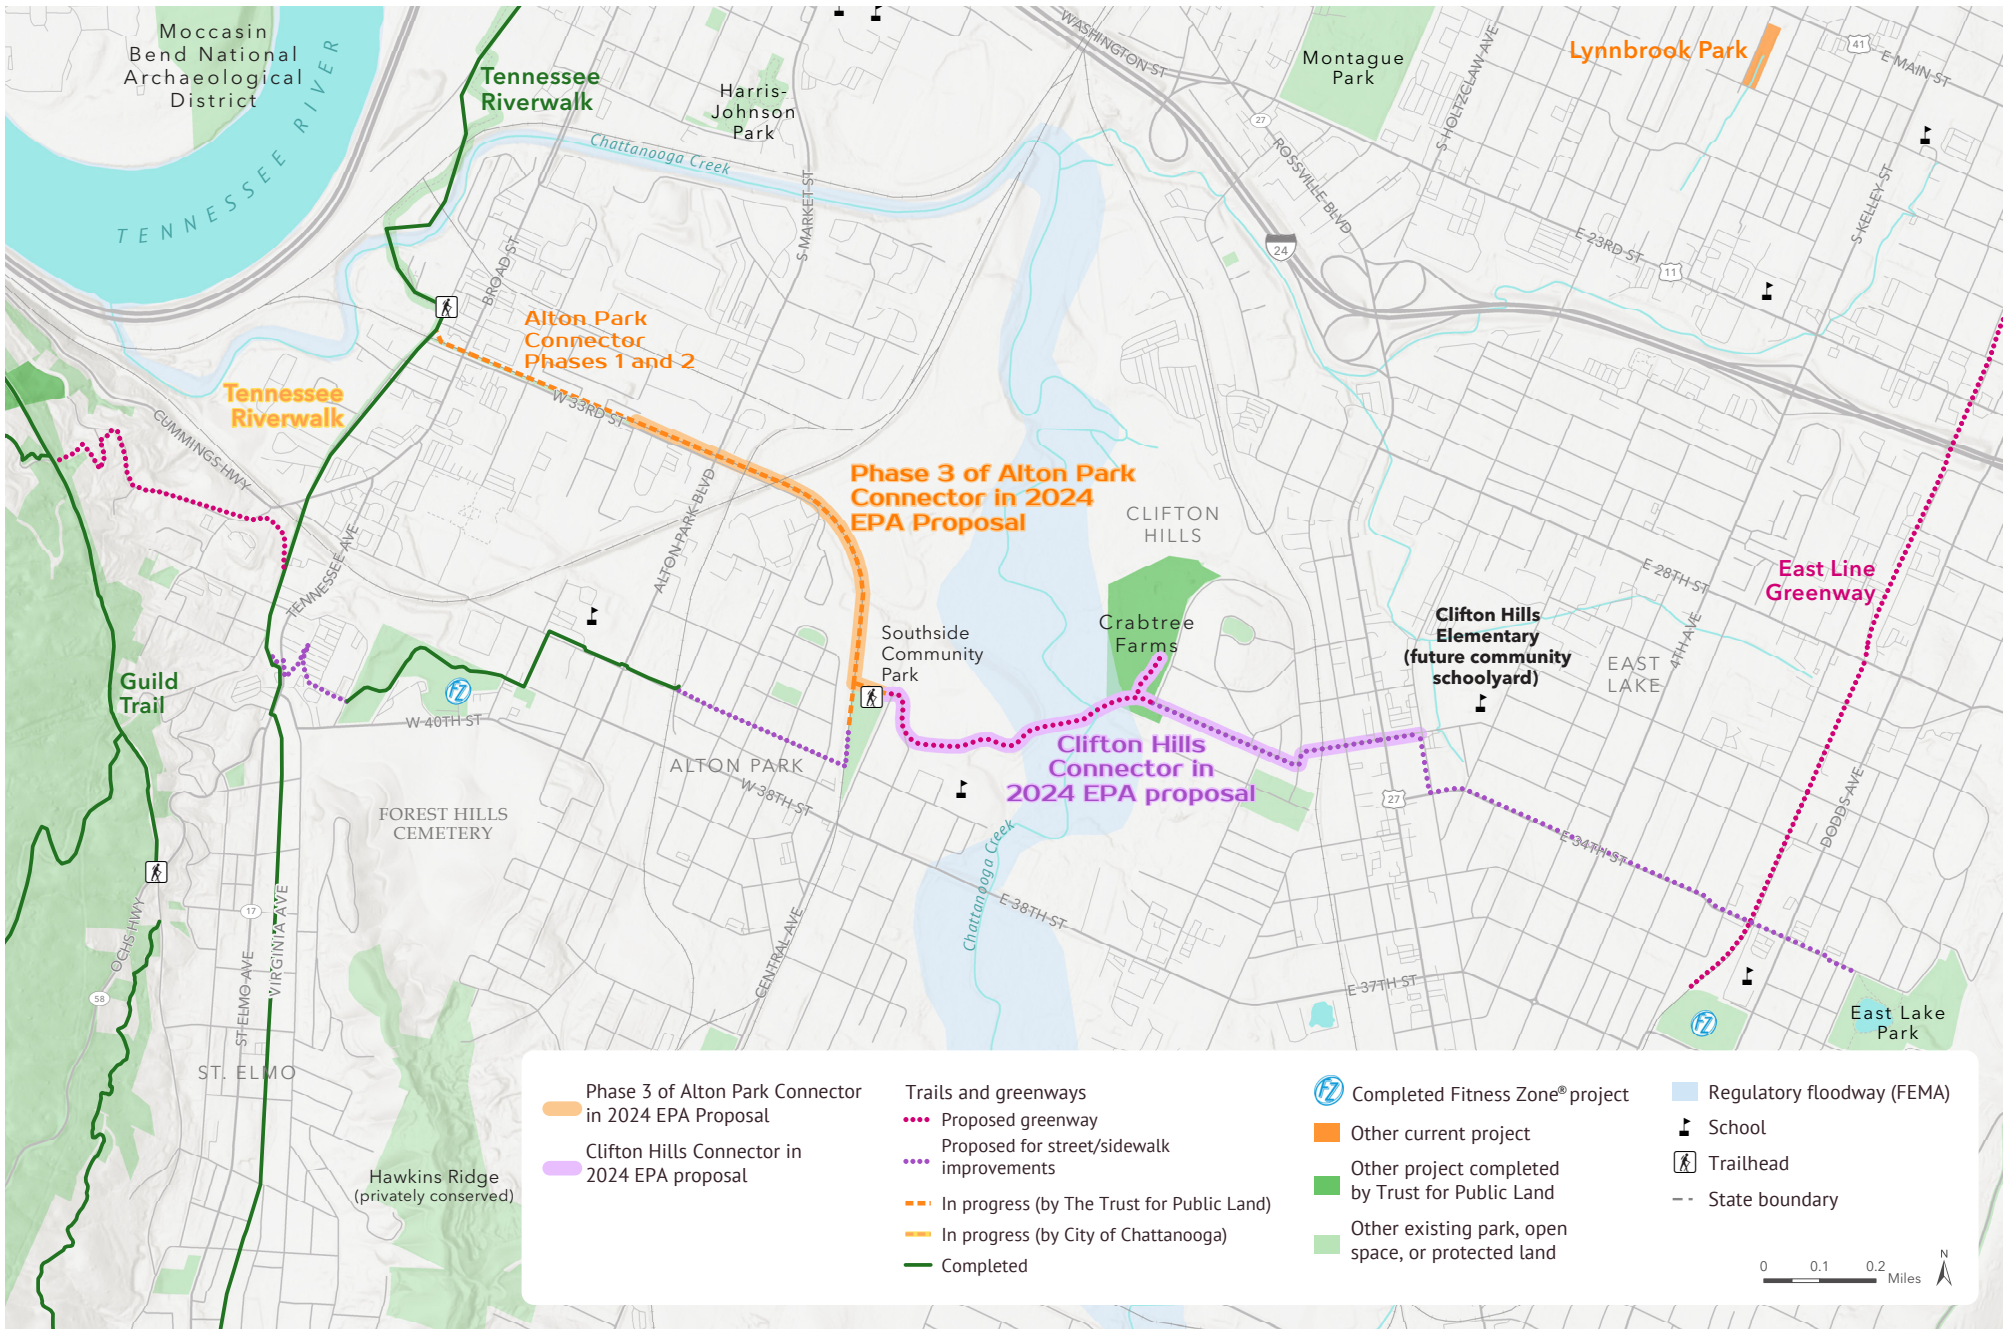 Moccasin
Bend National
Archaeological
District
TENNESSEE RIVER
Tennessee
Riverwalk
Harris-
Johnson
Park
Chattanooga Creek
WASHINGTON ST
Montague
Park
S HOLTZCLAW AVE
Lynnbrook Park
41
E MAIN ST
27
ROSSVILLE BLVD
S MARKET ST
BROAD ST
24
E 23RD ST
11
S KELLEY ST
Alton Park
Connector
Phases 1 and 2
W 33RD ST
Tennessee
Riverwalk
CUMMINGS HWY
TENNESSEE AVE
ALTON PARK BLVD
Phase 3 of Alton Park
Connector in 2024
EPA Proposal
CLIFTON
HILLS
Crabtree
Farms
Southside
Community
Park
Clifton Hills
Elementary
(future community
schoolyard)
E 28TH ST
4TH AVE
EAST
LAKE
East Line
Greenway
Guild
Trail
FZ
W 40TH ST
ALTON PARK
W 38TH ST
Clifton Hills
Connector in
2024 EPA proposal
27
FOREST HILLS
CEMETERY
Chattanooga Creek
E 38TH ST
E 34TH ST
DODDS AVE
OCHS HWY
17
VIRGINIA AVE
ST ELMO AVE
58
CENTRAL AVE
E 37TH ST
FZ
East Lake
Park
ST. ELMO
Hawkins Ridge
(privately conserved)
Phase 3 of Alton Park Connector
in 2024 EPA Proposal
Clifton Hills Connector in
2024 EPA proposal
Trails and greenways
Proposed greenway
Proposed for street/sidewalk
improvements
In progress (by The Trust for Public Land)
In progress (by City of Chattanooga)
Completed
FZ Completed Fitness Zone® project
Other current project
Other project completed
by Trust for Public Land
Other existing park, open
space, or protected land
Regulatory floodway (FEMA)
School
Trailhead
State boundary
0 0.1 0.2
Miles
N